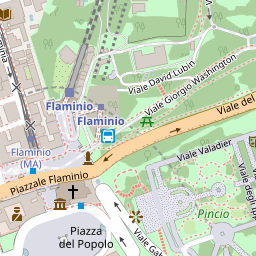 Viale David Lubin
Viale Giorgio Washington
Flaminio
Flaminio
Viale del
Flaminio
(MA)
Viale Valadier
Piazzale Flaminio
Pincio
Piazza
del Popolo